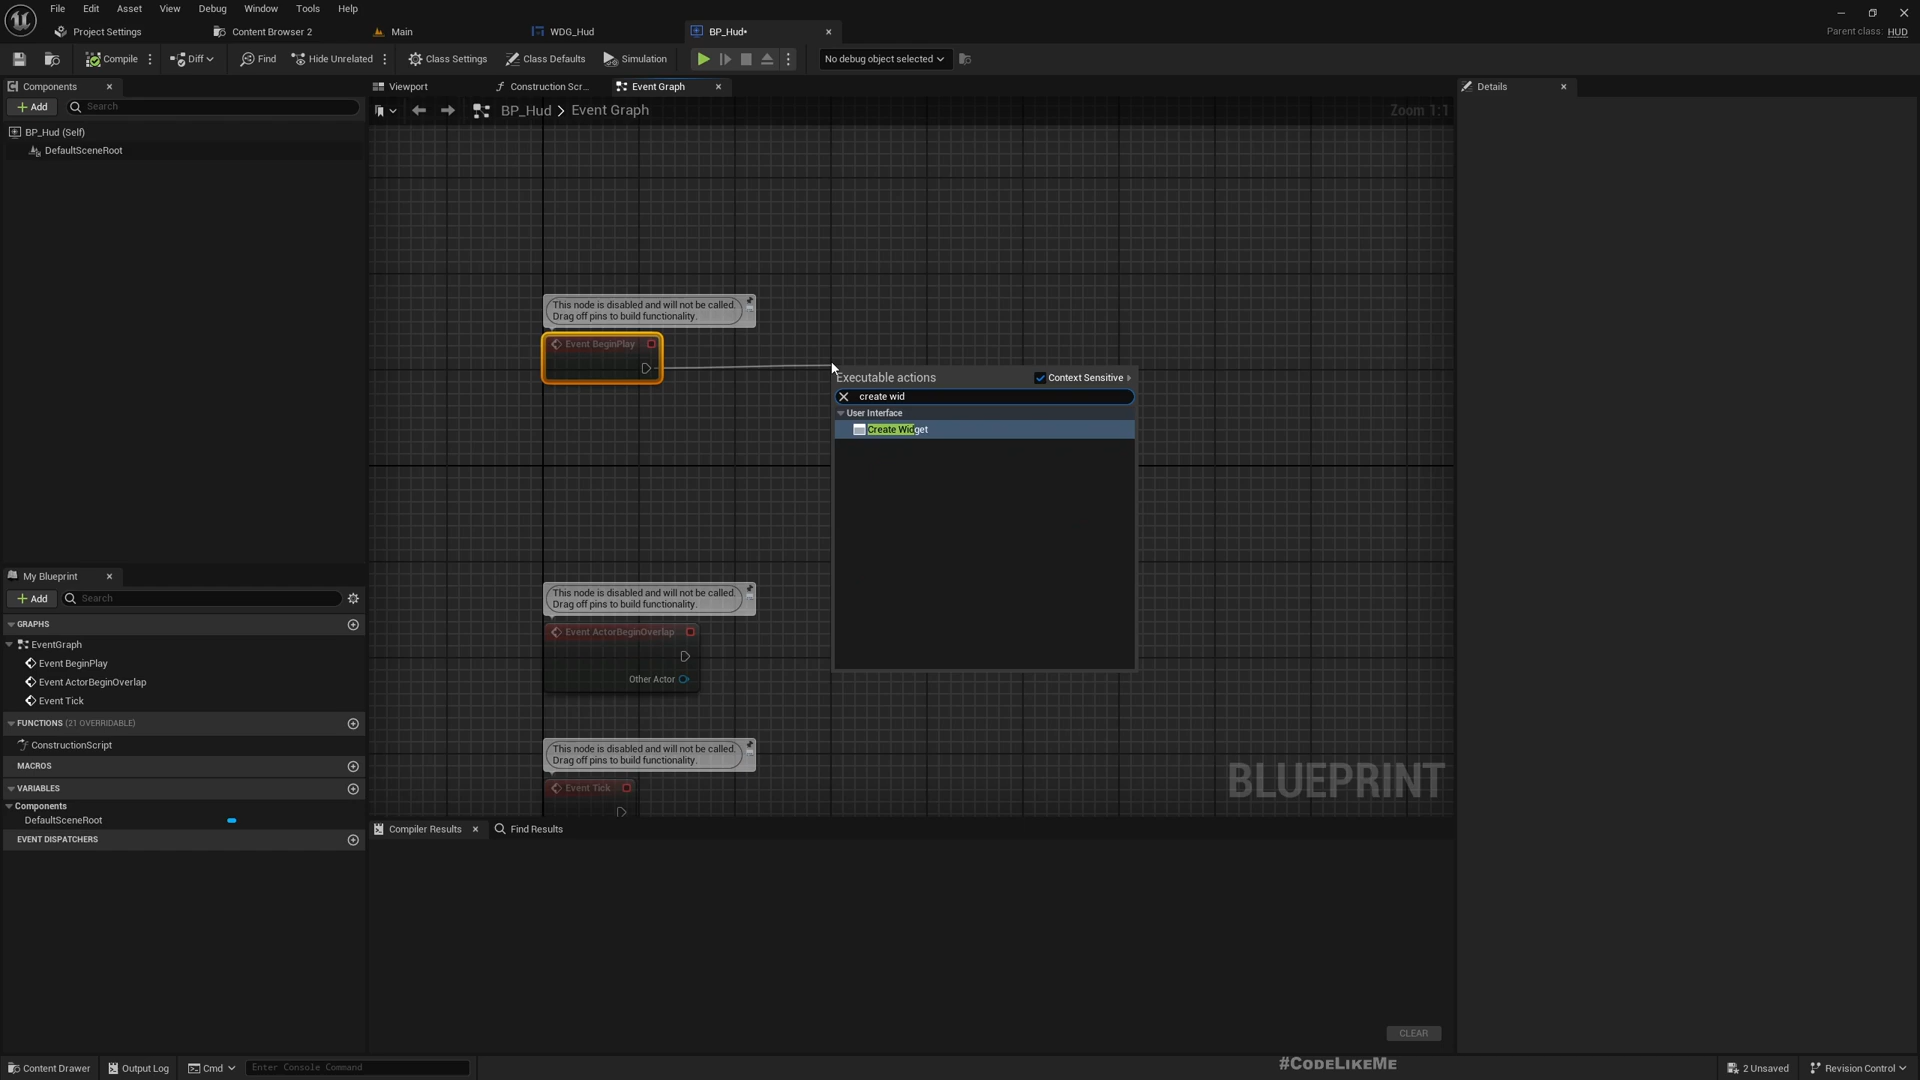 File Edit Asset View Debug Window Tools Help
Project Settings Content Browser 2 Main WDG_Hud BP_Hud•
Parent class: HUD
Compile Diff Find Hide Unrelated Class Settings Class Defaults Simulation No debug object selected
Components Viewport Construction Scr... Event Graph Details
Add Search
BP_Hud > Event Graph Zoom 1:1
BP_Hud (Self)
DefaultSceneRoot
This node is disabled and will not be called.
Drag off pins to build functionality.
Event BeginPlay
Executable actions Context Sensitive
create wid
User Interface
Create Widget
This node is disabled and will not be called.
Drag off pins to build functionality.
Event ActorBeginOverlap
Other Actor
This node is disabled and will not be called.
Drag off pins to build functionality.
Event Tick
BLUEPRINT
My Blueprint
Add Search
GRAPHS
EventGraph
Event BeginPlay
Event ActorBeginOverlap
Event Tick
FUNCTIONS (21 OVERRIDABLE)
ConstructionScript
MACROS
VARIABLES
Components
DefaultSceneRoot
EVENT DISPATCHERS
Compiler Results Find Results
CLEAR
Content Drawer Output Log Cmd Enter Console Command
#CODELIKEME
2 Unsaved Revision Control